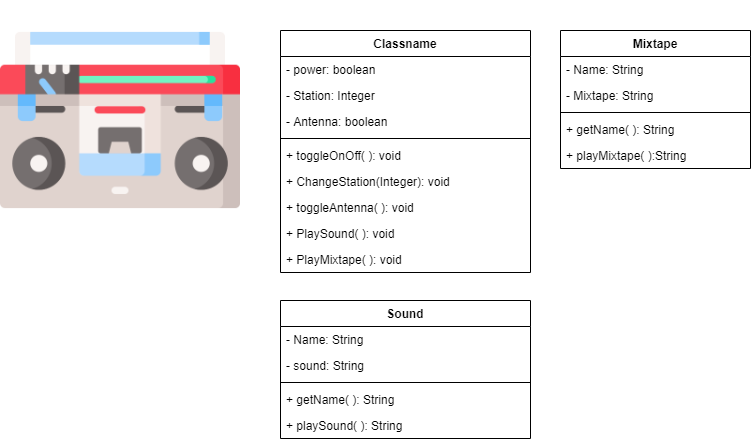 Classname
- power: boolean
- Station: Integer
- Antenna: boolean
+ toggleOnOff( ): void
+ ChangeStation(Integer): void
+ toggleAntenna( ): void
+ PlaySound( ): void
+ PlayMixtape( ): void
Mixtape
- Name: String
- Mixtape: String
+ getName( ): String
+ playMixtape( ):String
Sound
- Name: String
- sound: String
+ getName( ): String
+ playSound( ): String